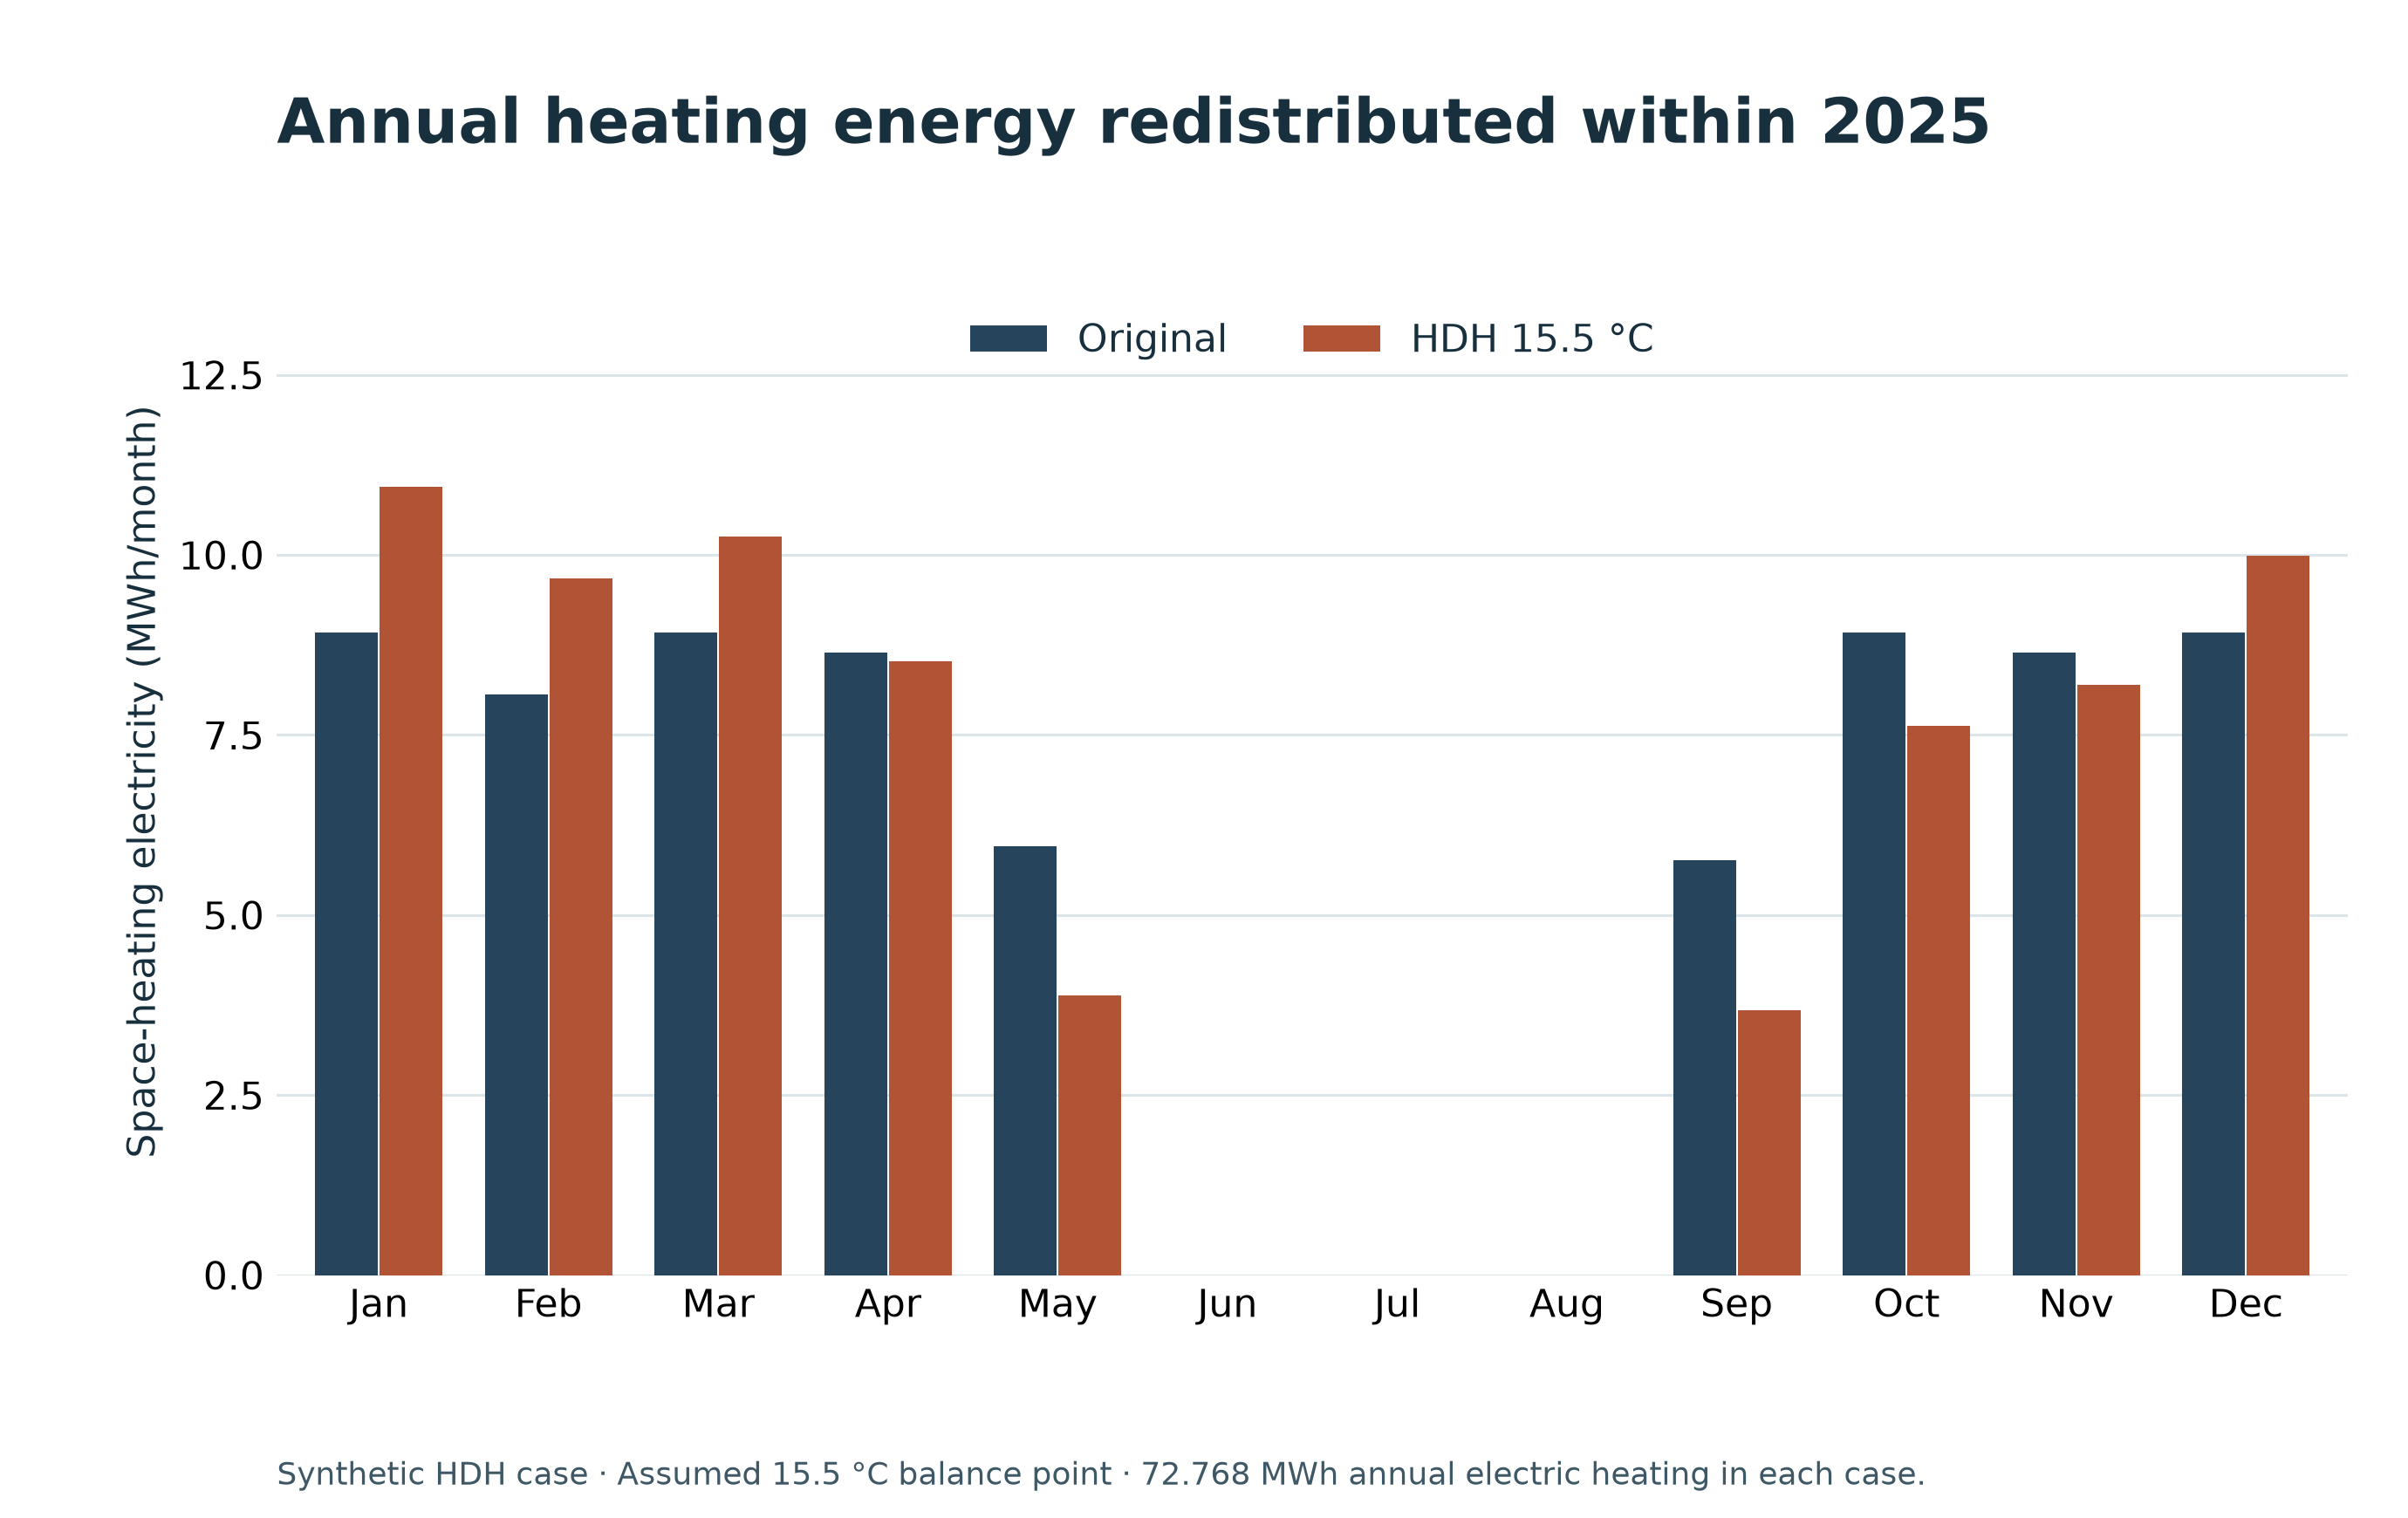 Annual heating energy redistributed within 2025
Original
HDH 15.5 °C
Space-heating electricity (MWh/month)
12.5
10.0
7.5
5.0
2.5
0.0
Jan Feb Mar Apr May Jun Jul Aug Sep Oct Nov Dec
Synthetic HDH case · Assumed 15.5 °C balance point · 72.768 MWh annual electric heating in each case.